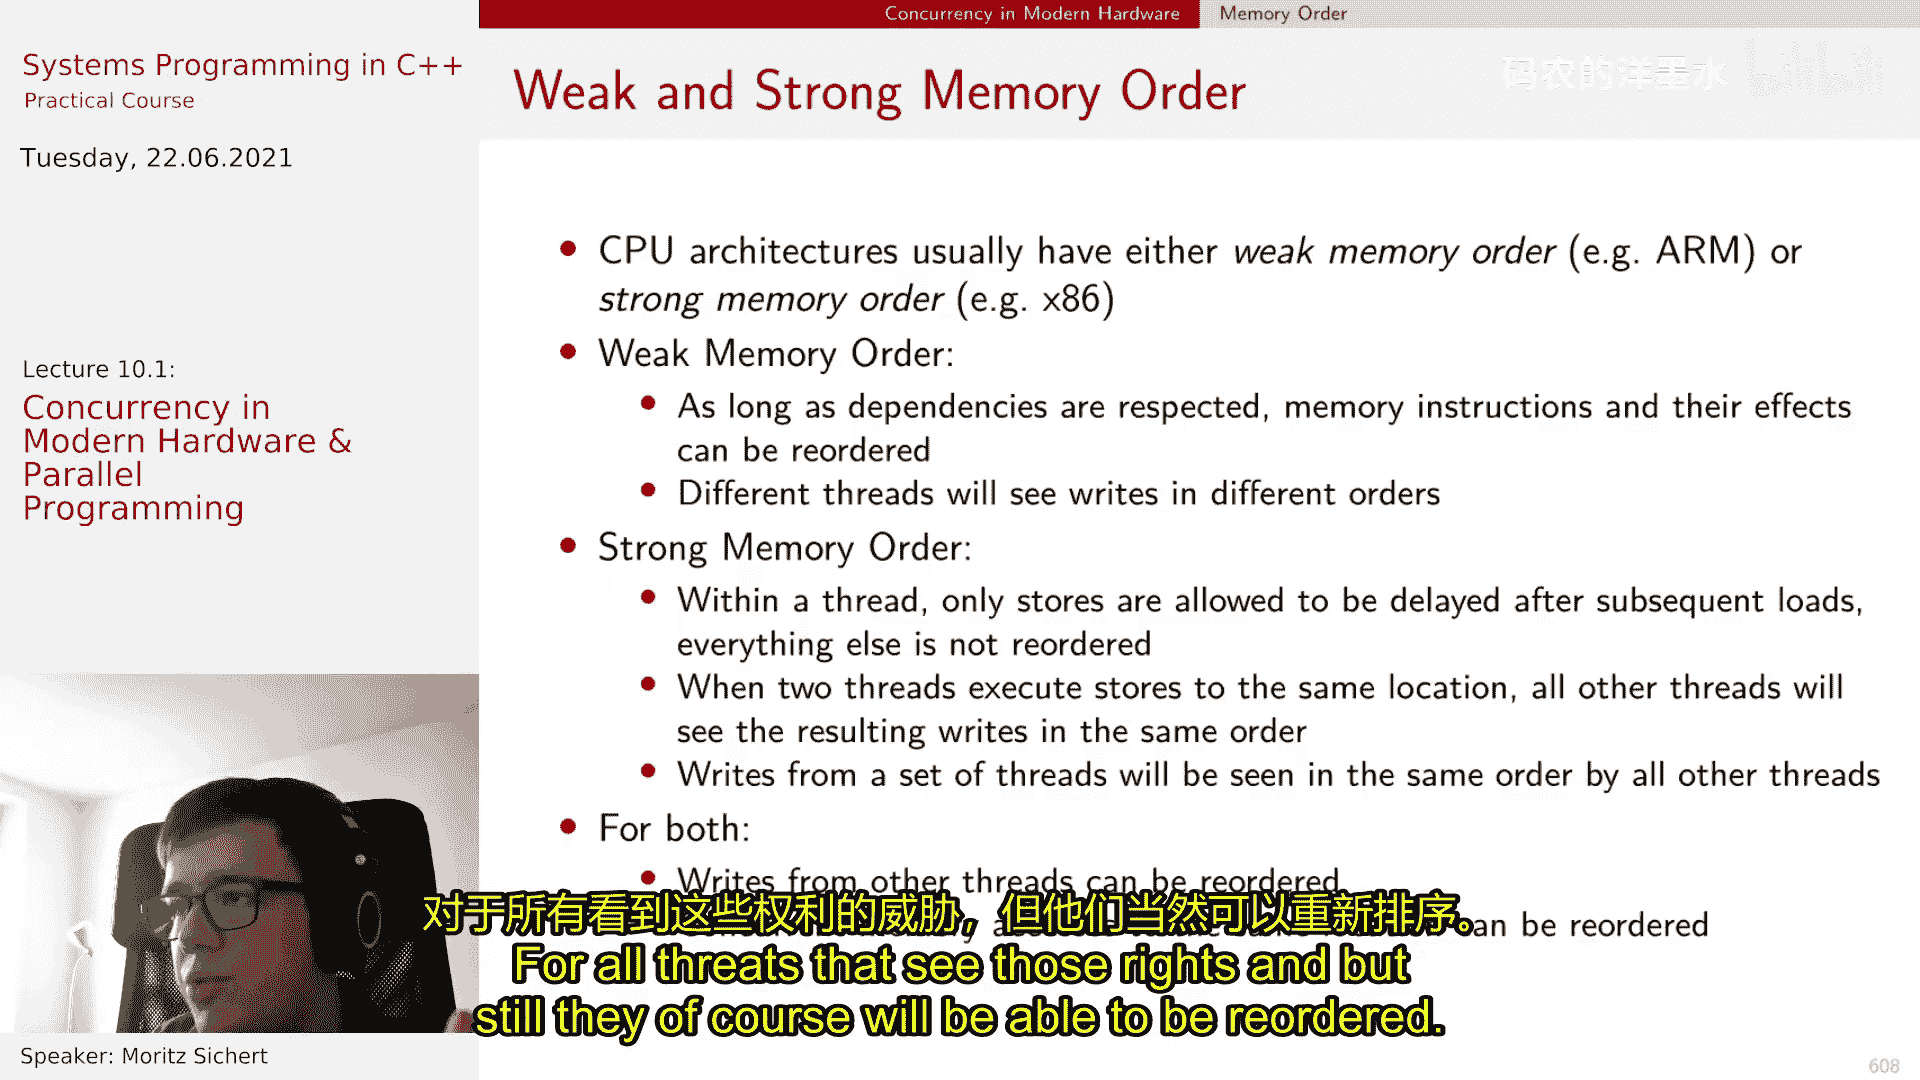 Concurrency in Modern Hardware
Memory Order
Systems Programming in C++
Practical Course
Tuesday, 22.06.2021
Lecture 10.1:
Concurrency in
Modern Hardware &
Parallel
Programming
Speaker: Moritz Sichert
Weak and Strong Memory Order
码农的洋墨水
bilibili
• CPU architectures usually have either weak memory order (e.g. ARM) or
strong memory order (e.g. x86)
• Weak Memory Order:
• As long as dependencies are respected, memory instructions and their effects
can be reordered
• Different threads will see writes in different orders
• Strong Memory Order:
• Within a thread, only stores are allowed to be delayed after subsequent loads,
everything else is not reordered
• When two threads execute stores to the same location, all other threads will
see the resulting writes in the same order
• Writes from a set of threads will be seen in the same order by all other threads
• For both:
• Writes from other threads can be reordered
can be reordered
对于所有看到这些权利的威胁，但他们当然可以重新排序。
For all threats that see those rights and but
still they of course will be able to be reordered.
608